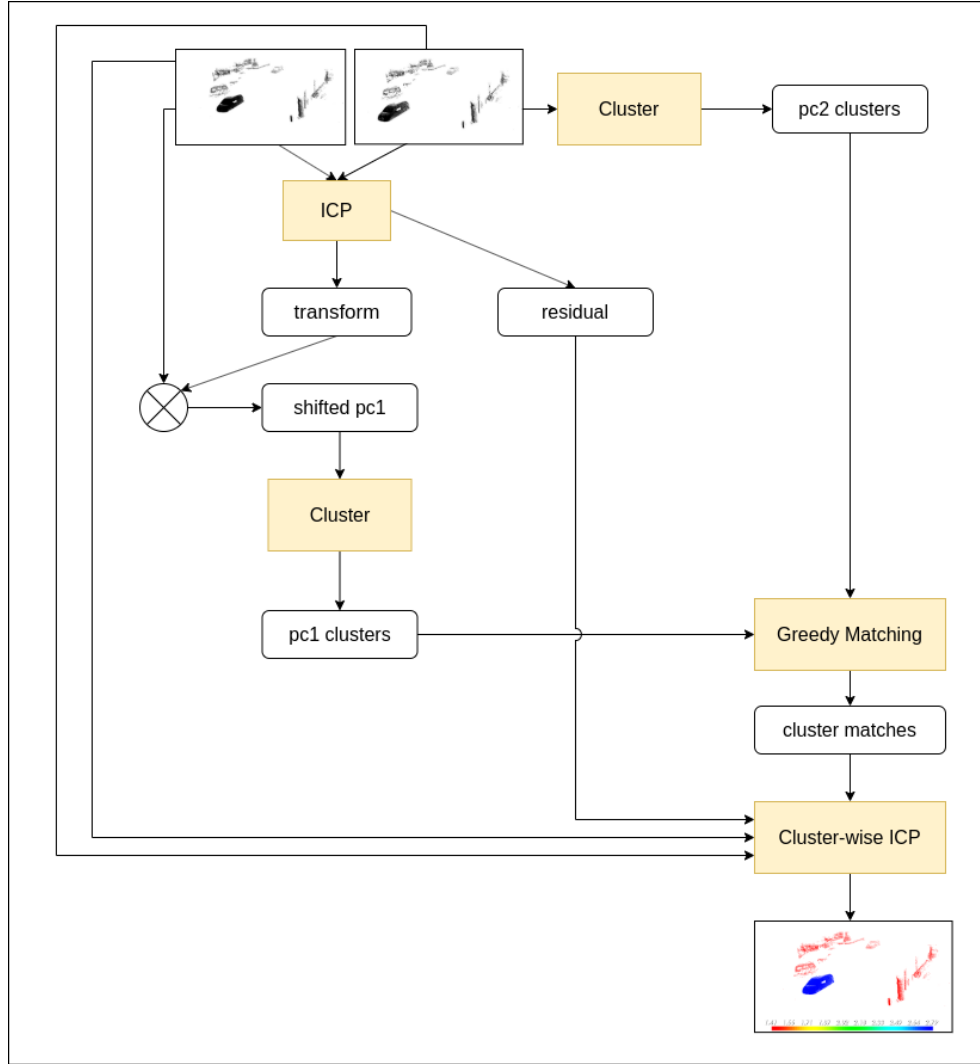 Cluster
pc2 clusters
ICP
transform
residual
shifted pc1
Cluster
pc1 clusters
Greedy Matching
cluster matches
Cluster-wise ICP